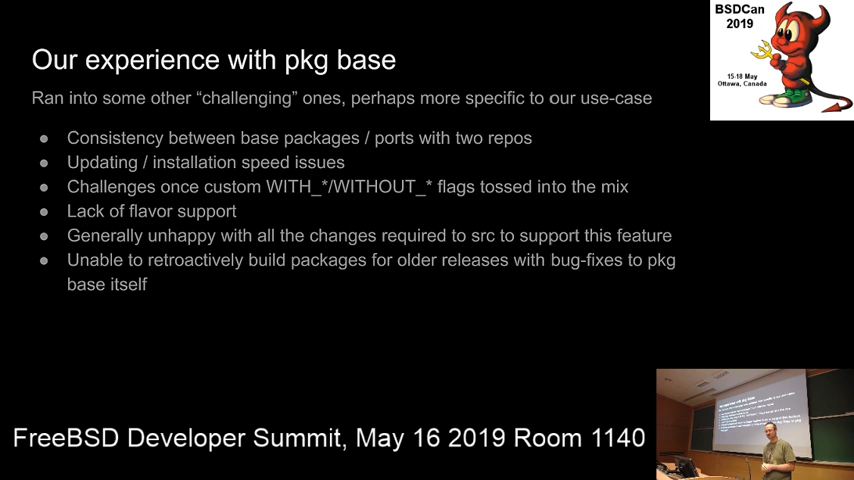 Our experience with pkg base
Ran into some other “challenging” ones, perhaps more specific to our use-case
● Consistency between base packages / ports with two repos
● Updating / installation speed issues
● Challenges once custom WITH_*/WITHOUT_* flags tossed into the mix
● Lack of flavor support
● Generally unhappy with all the changes required to src to support this feature
● Unable to retroactively build packages for older releases with bug-fixes to pkg
base itself
BSDCan
2019
15-18 May
Ottawa, Canada
FreeBSD Developer Summit, May 16 2019 Room 1140